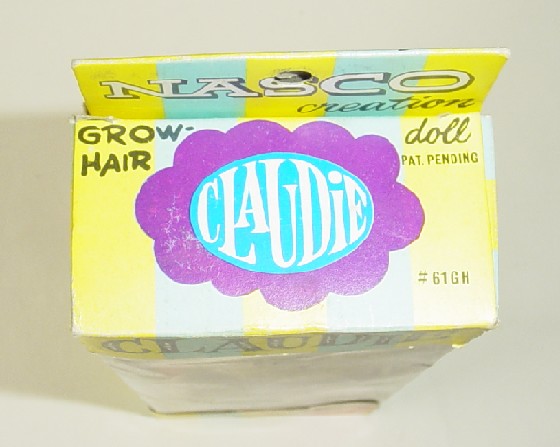 NASCO
creation
GROW-
HAIR
doll
PAT. PENDING
CLAUDIE
#61GH
CLAUDIE